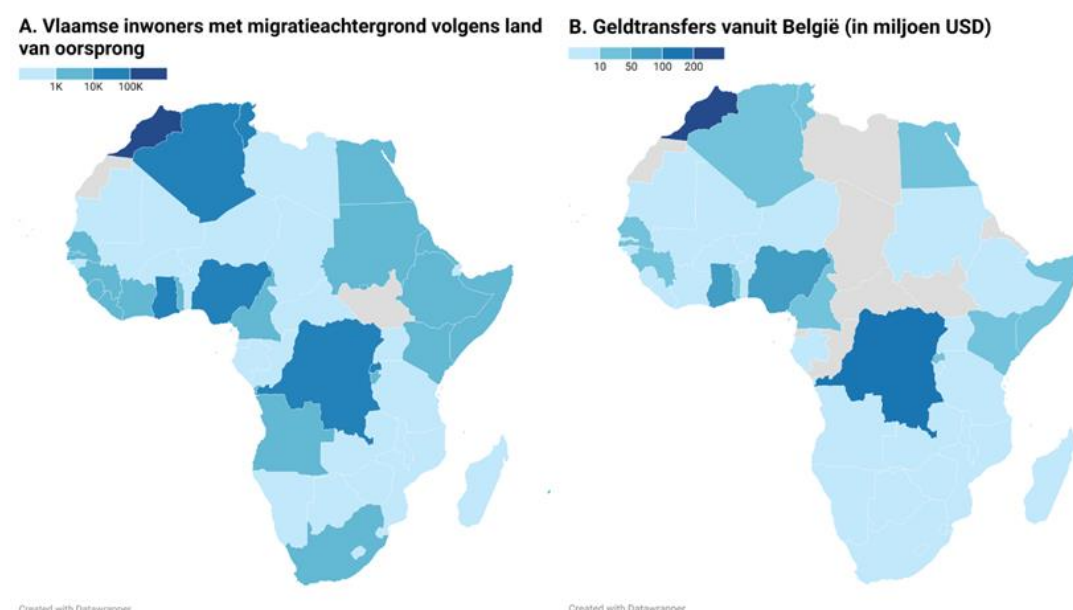 A. Vlaamse inwoners met migratieachtergrond volgens land
van oorsprong
1K 10K 100K
B. Geldtransfers vanuit België (in miljoen USD)
10 50 100 200
Created with Datawrapper
Created with Datawrapper